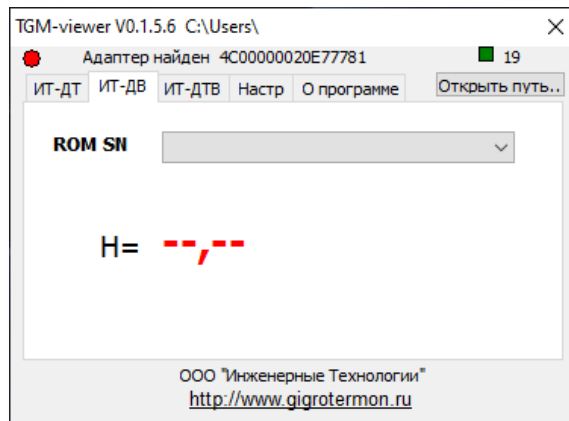 TGM-viewer V0.1.5.6 C:\Users\
Адаптер найден 4C00000020E77781 19
ИТ-ДТ ИТ-ДВ ИТ-ДТВ Настр О программе Открыть путь..
ROM SN
H= --,--
ООО "Инженерные Технологии"
http://www.gigrotermon.ru